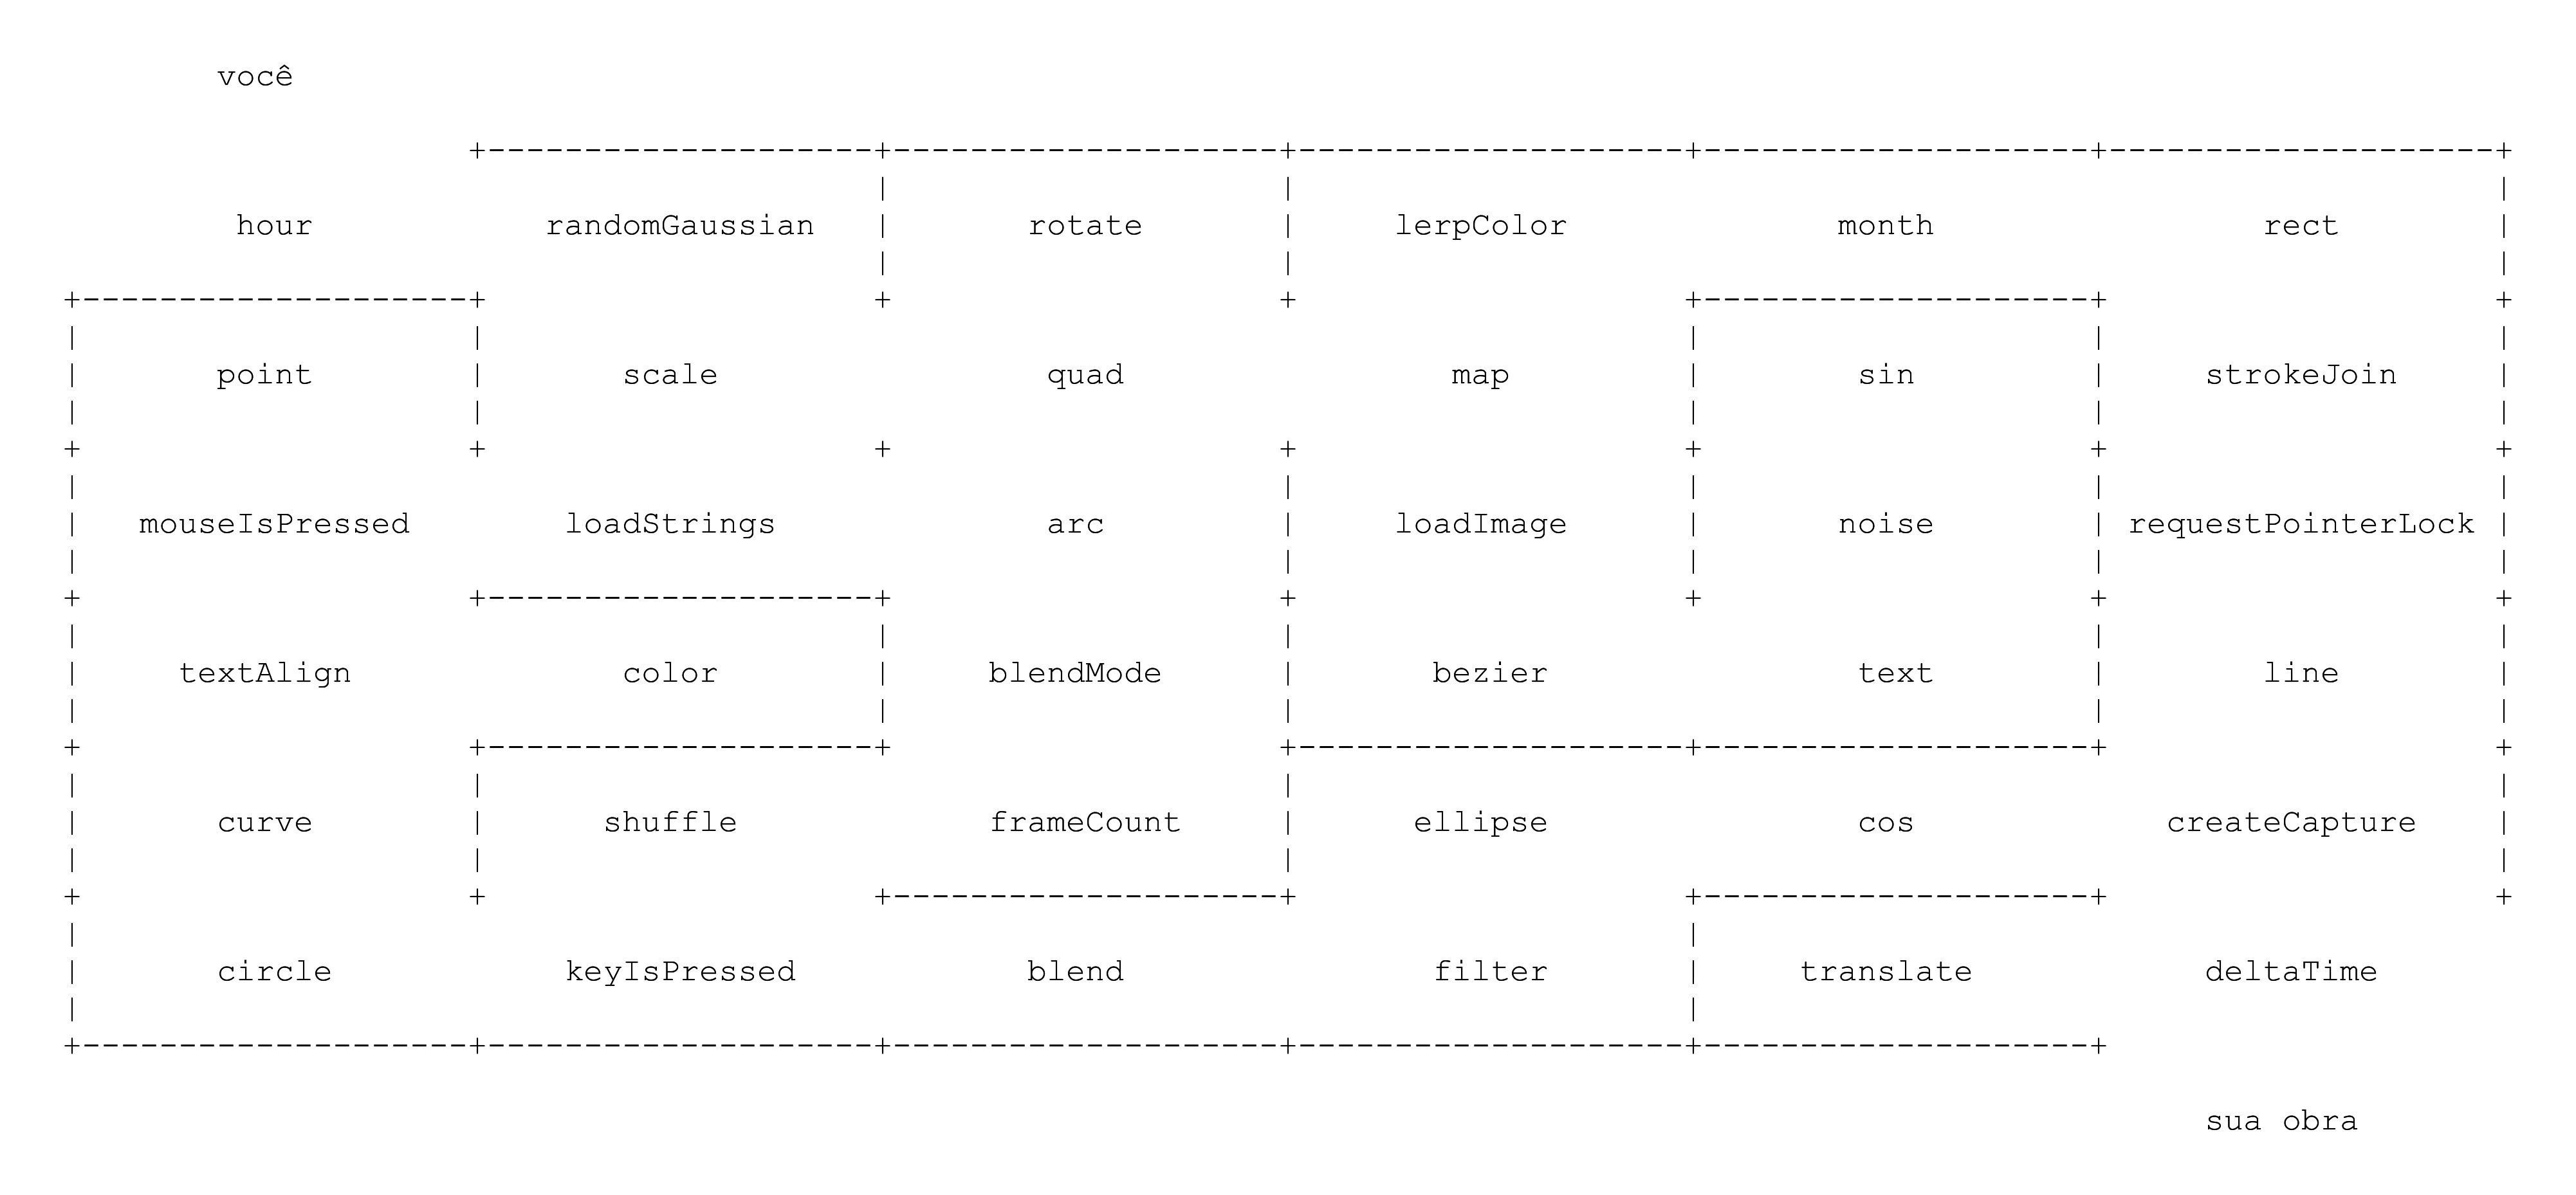 você
hour randomGaussian rotate lerpColor month rect
point scale quad map sin strokeJoin
mouseIsPressed loadStrings arc loadImage noise requestPointerLock
textAlign color blendMode bezier text line
curve shuffle frameCount ellipse cos createCapture
circle keyIsPressed blend filter translate deltaTime
sua obra